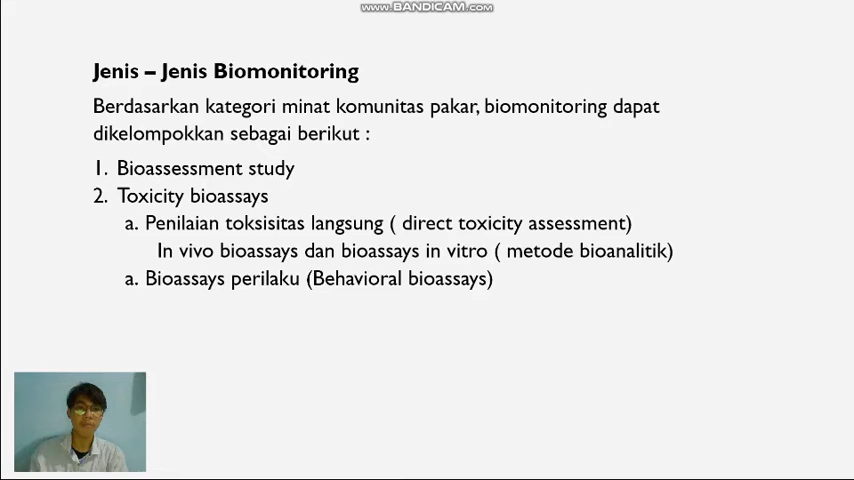 www.BANDICAM.com
Jenis – Jenis Biomonitoring
Berdasarkan kategori minat komunitas pakar, biomonitoring dapat
dikelompokkan sebagai berikut :
1. Bioassessment study
2. Toxicity bioassays
a. Penilaian toksisitas langsung ( direct toxicity assessment)
In vivo bioassays dan bioassays in vitro ( metode bioanalitik)
a. Bioassays perilaku (Behavioral bioassays)